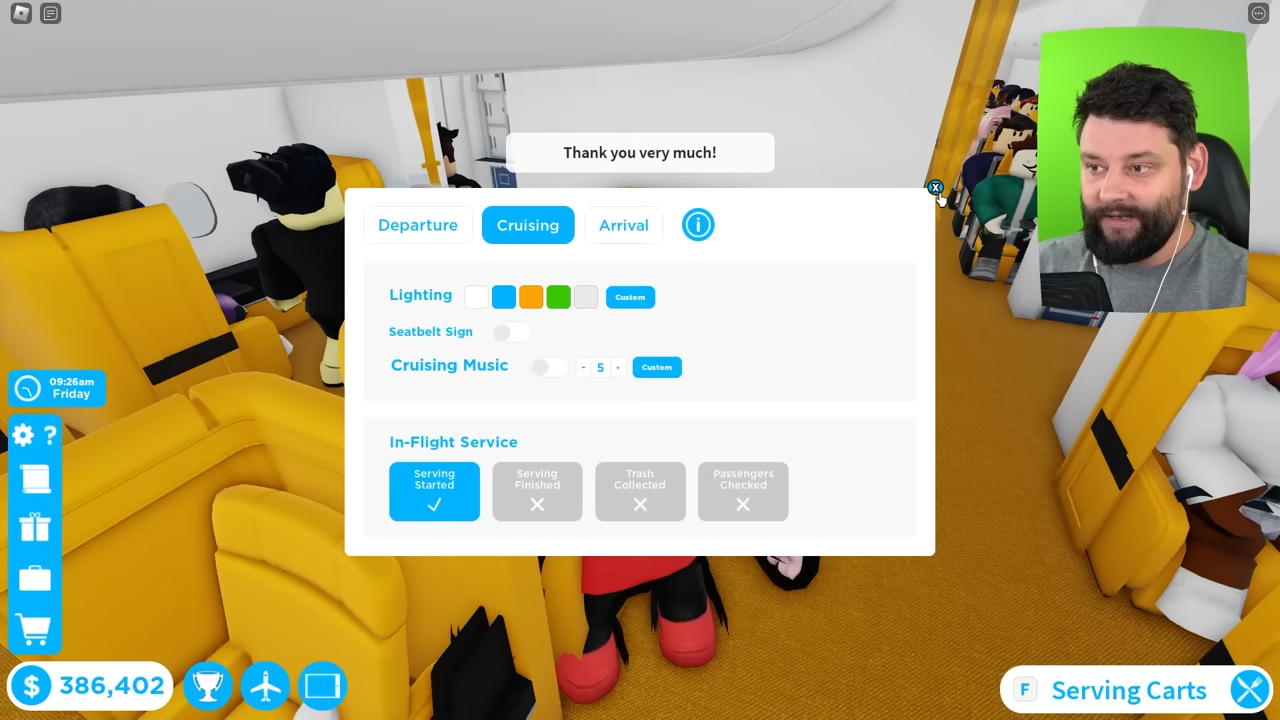 Thank you very much!
X
Departure
Cruising
Arrival
i
Lighting
Custom
Seatbelt Sign
Cruising Music
- 5 +
Custom
In-Flight Service
Serving
Started
Serving
Finished
Trash
Collected
Passengers
Checked
09:26am
Friday
?
$ 386,402
F Serving Carts